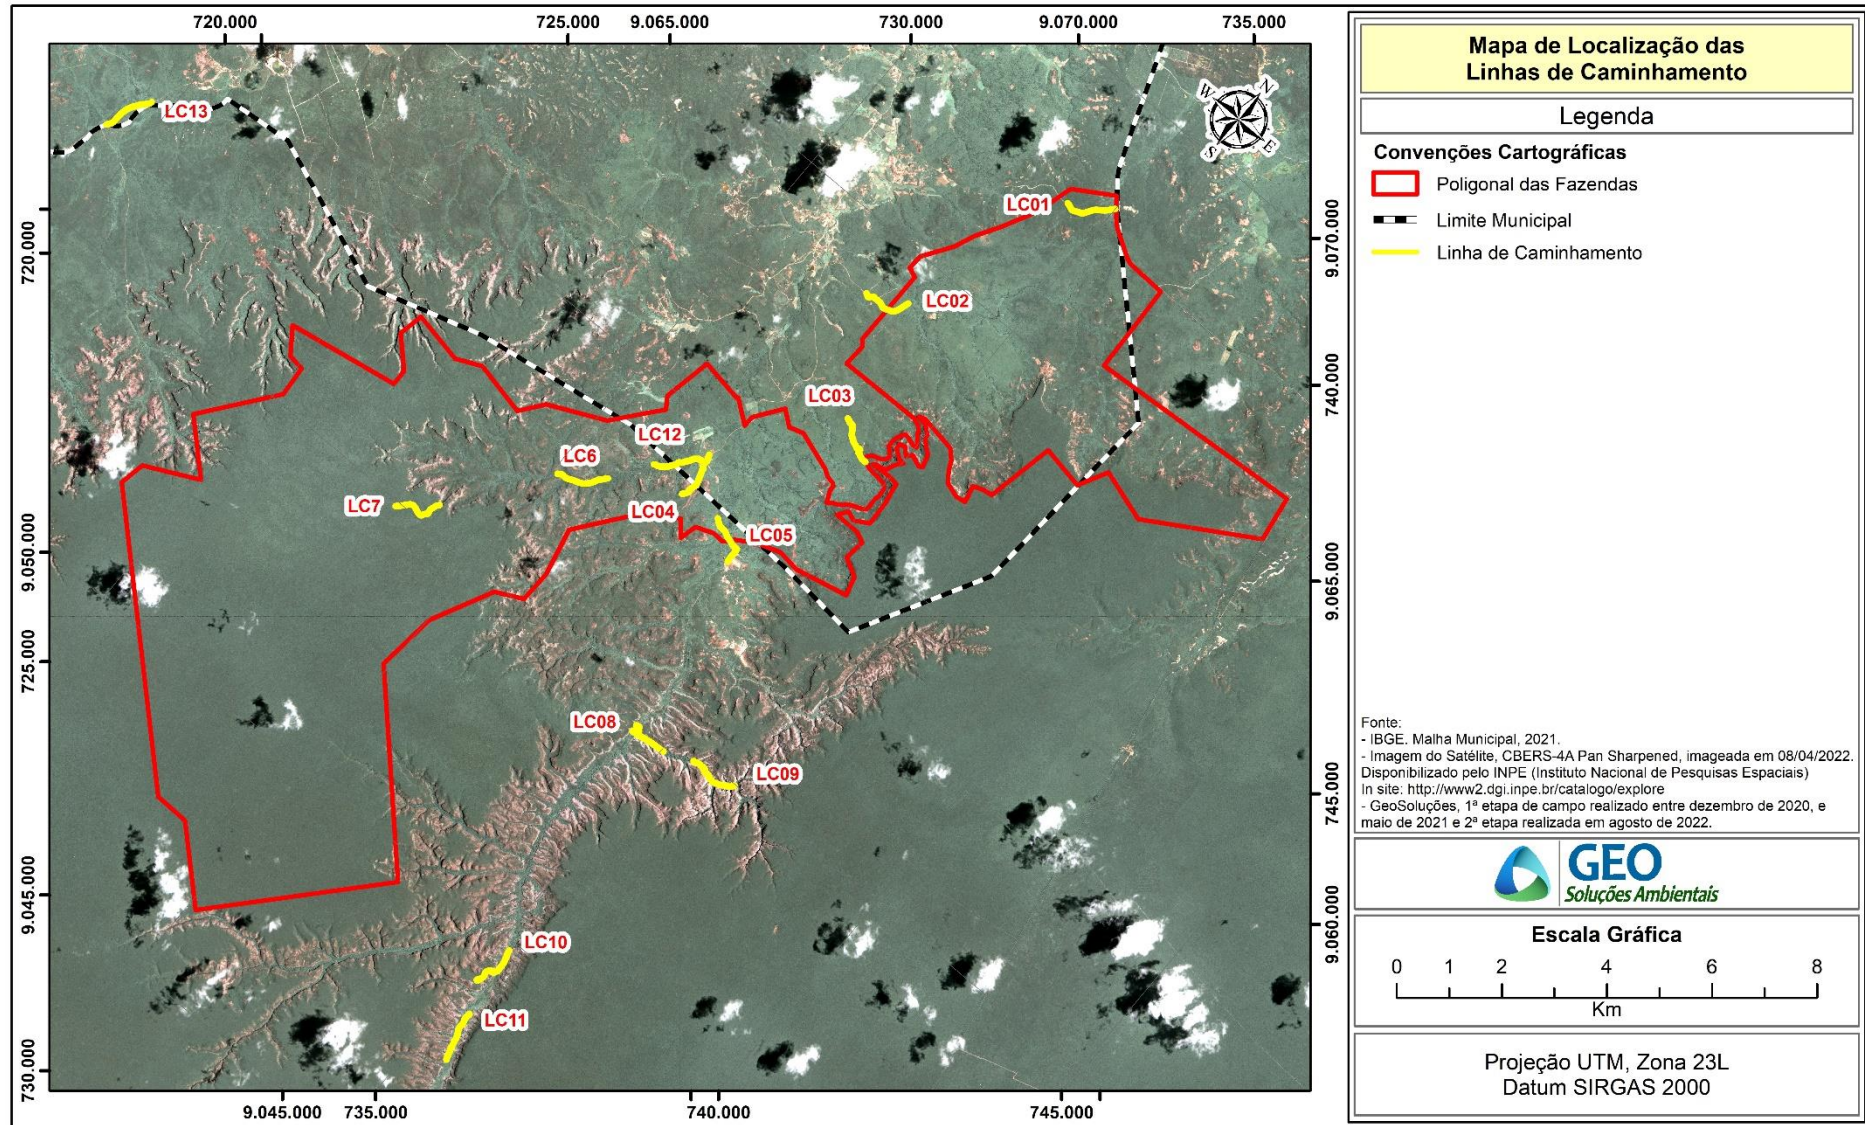 720.000
725.000
9.065.000
730.000
9.070.000
735.000
Mapa de Localização das
Linhas de Caminhamento
Legenda
Convenções Cartográficas
Poligonal das Fazendas
Limite Municipal
Linha de Caminhamento
N
W
S
E
LC13
LC01
LC02
LC03
LC12
LC6
LC7
LC04
LC05
LC08
LC09
LC10
LC11
720.000
9.050.000
725.000
9.045.000
730.000
9.070.000
740.000
9.065.000
745.000
9.060.000
9.045.000
735.000
740.000
745.000
Fonte:
- IBGE. Malha Municipal, 2021.
- Imagem do Satélite, CBERS-4A Pan Sharpened, imageada em 08/04/2022.
Disponibilizado pelo INPE (Instituto Nacional de Pesquisas Espaciais)
In site: http://www2.dgi.inpe.br/catalogo/explore
- GeoSoluções, 1ª etapa de campo realizado entre dezembro de 2020, e
maio de 2021 e 2ª etapa realizada em agosto de 2022.
GEO
Soluções Ambientais
Escala Gráfica
0 1 2 4 6 8
Km
Projeção UTM, Zona 23L
Datum SIRGAS 2000